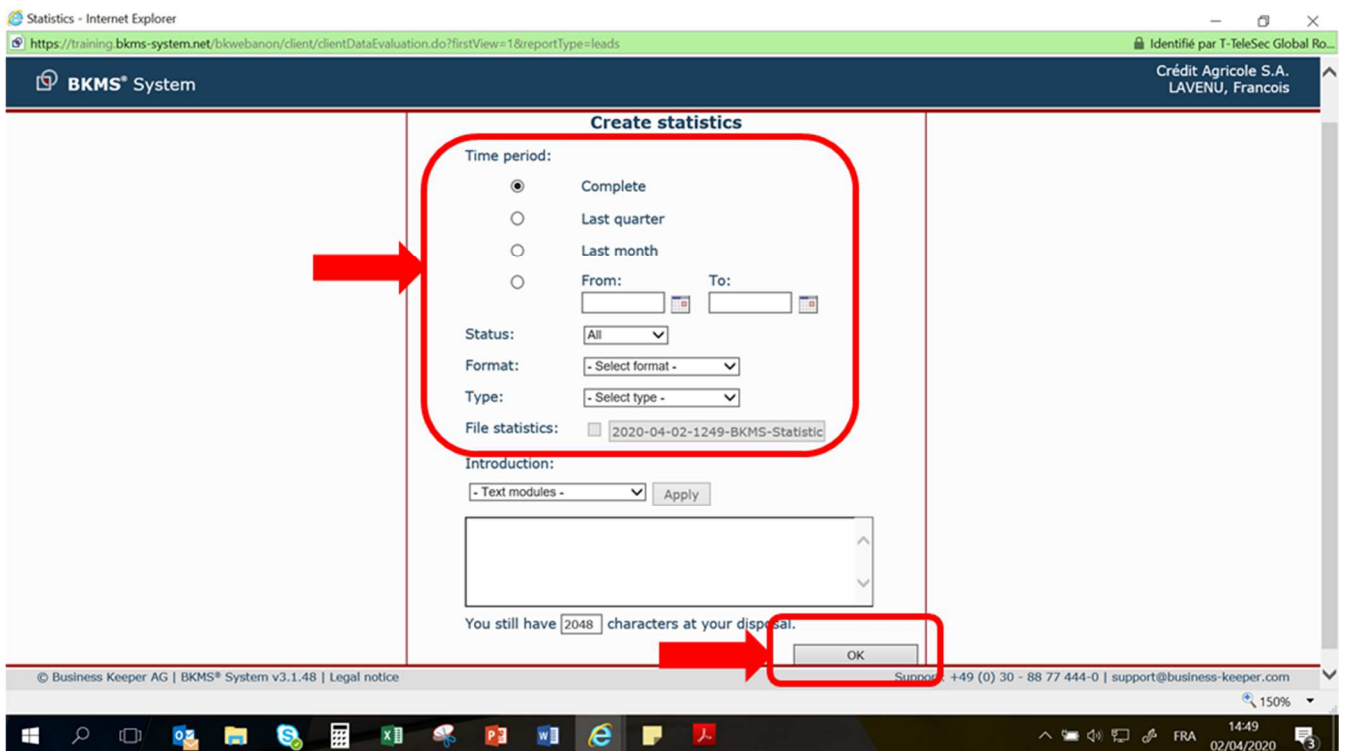 Statistics - Internet Explorer
https://training.bkms-system.net/bkwebanon/client/clientDataEvaluation.do?firstView=1&reportType=leads
Identifié par T-TeleSec Global Ro...
BKMS® System
Crédit Agricole S.A.
LAVENU, Francois
Create statistics
Time period:
Complete
Last quarter
Last month
From: To:
Status: All
Format: - Select format -
Type: - Select type -
File statistics: 2020-04-02-1249-BKMS-Statistic
Introduction:
- Text modules - Apply
You still have 2048 characters at your disposal.
OK
© Business Keeper AG | BKMS® System v3.1.48 | Legal notice
Support: +49 (0) 30 - 88 77 444-0 | support@business-keeper.com
150%
FRA
14:49
02/04/2020
3